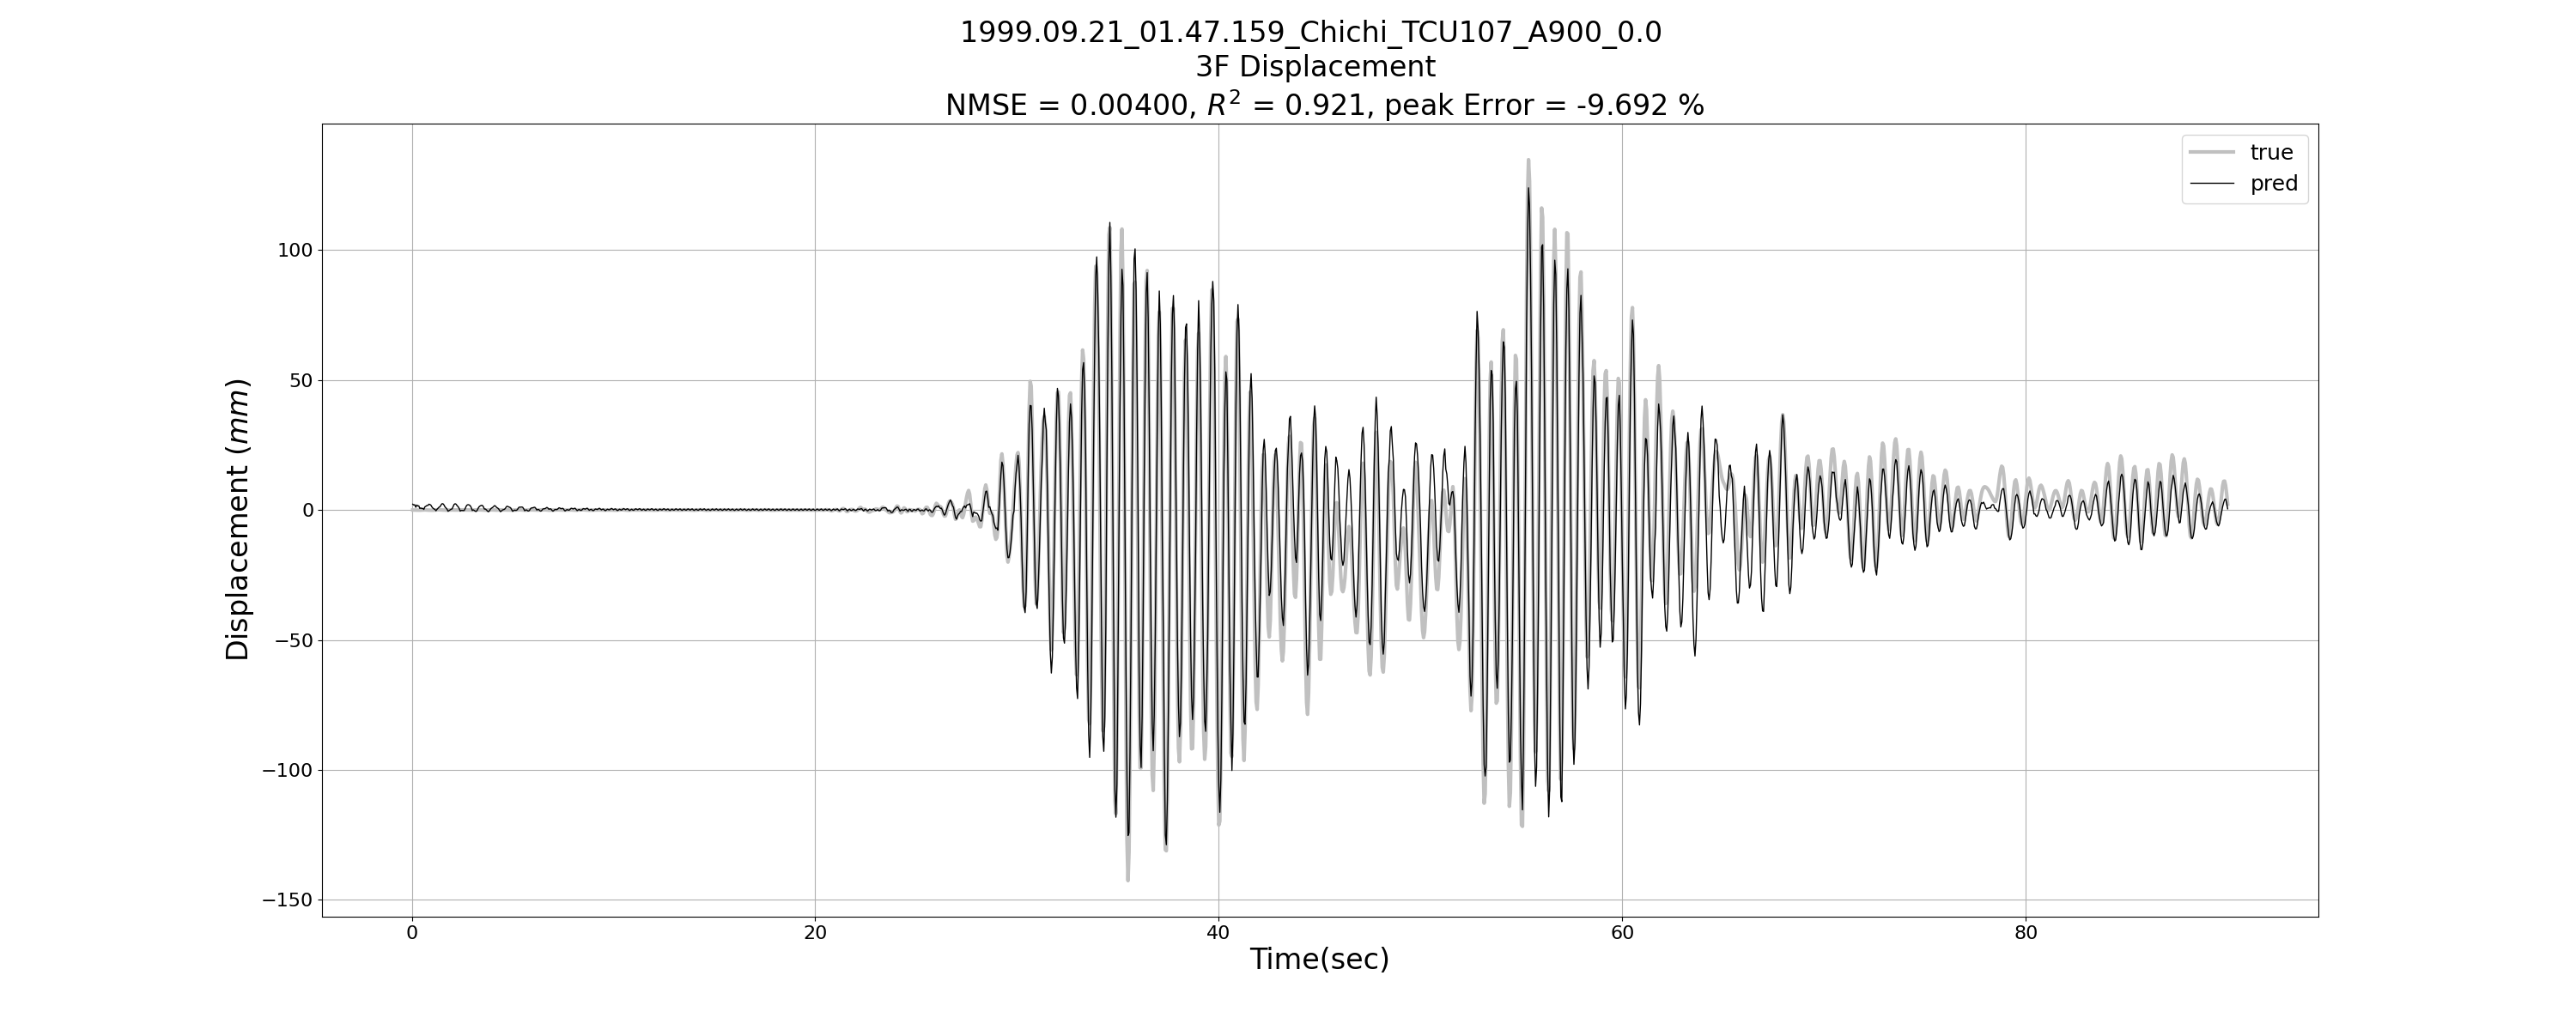 1999.09.21_01.47.159_Chichi_TCU107_A900_0.0
3F Displacement
NMSE = 0.00400, R² = 0.921, peak Error = -9.692 %
true
pred
100
50
0
−50
−100
−150
Displacement (mm)
0 20 40 60 80
Time(sec)